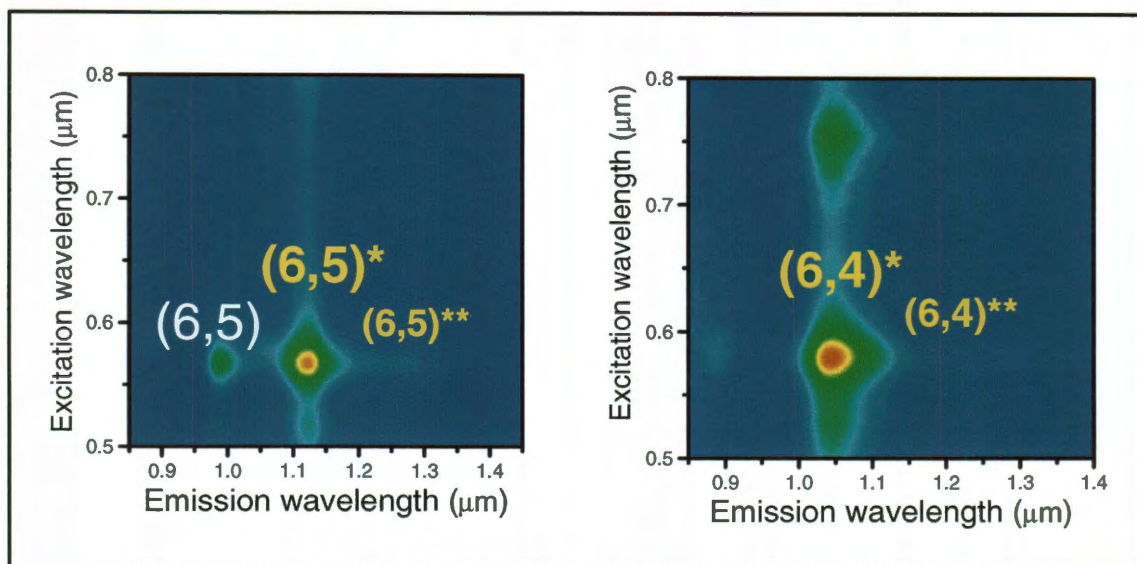 0.8
0.7
0.6
0.5
Excitation wavelength (µm)
(6,5)*
(6,5)
(6,5)**
0.9 1.0 1.1 1.2 1.3 1.4
Emission wavelength (µm)
0.8
0.7
0.6
0.5
Excitation wavelength (µm)
(6,4)*
(6,4)**
0.9 1.0 1.1 1.2 1.3 1.4
Emission wavelength (µm)